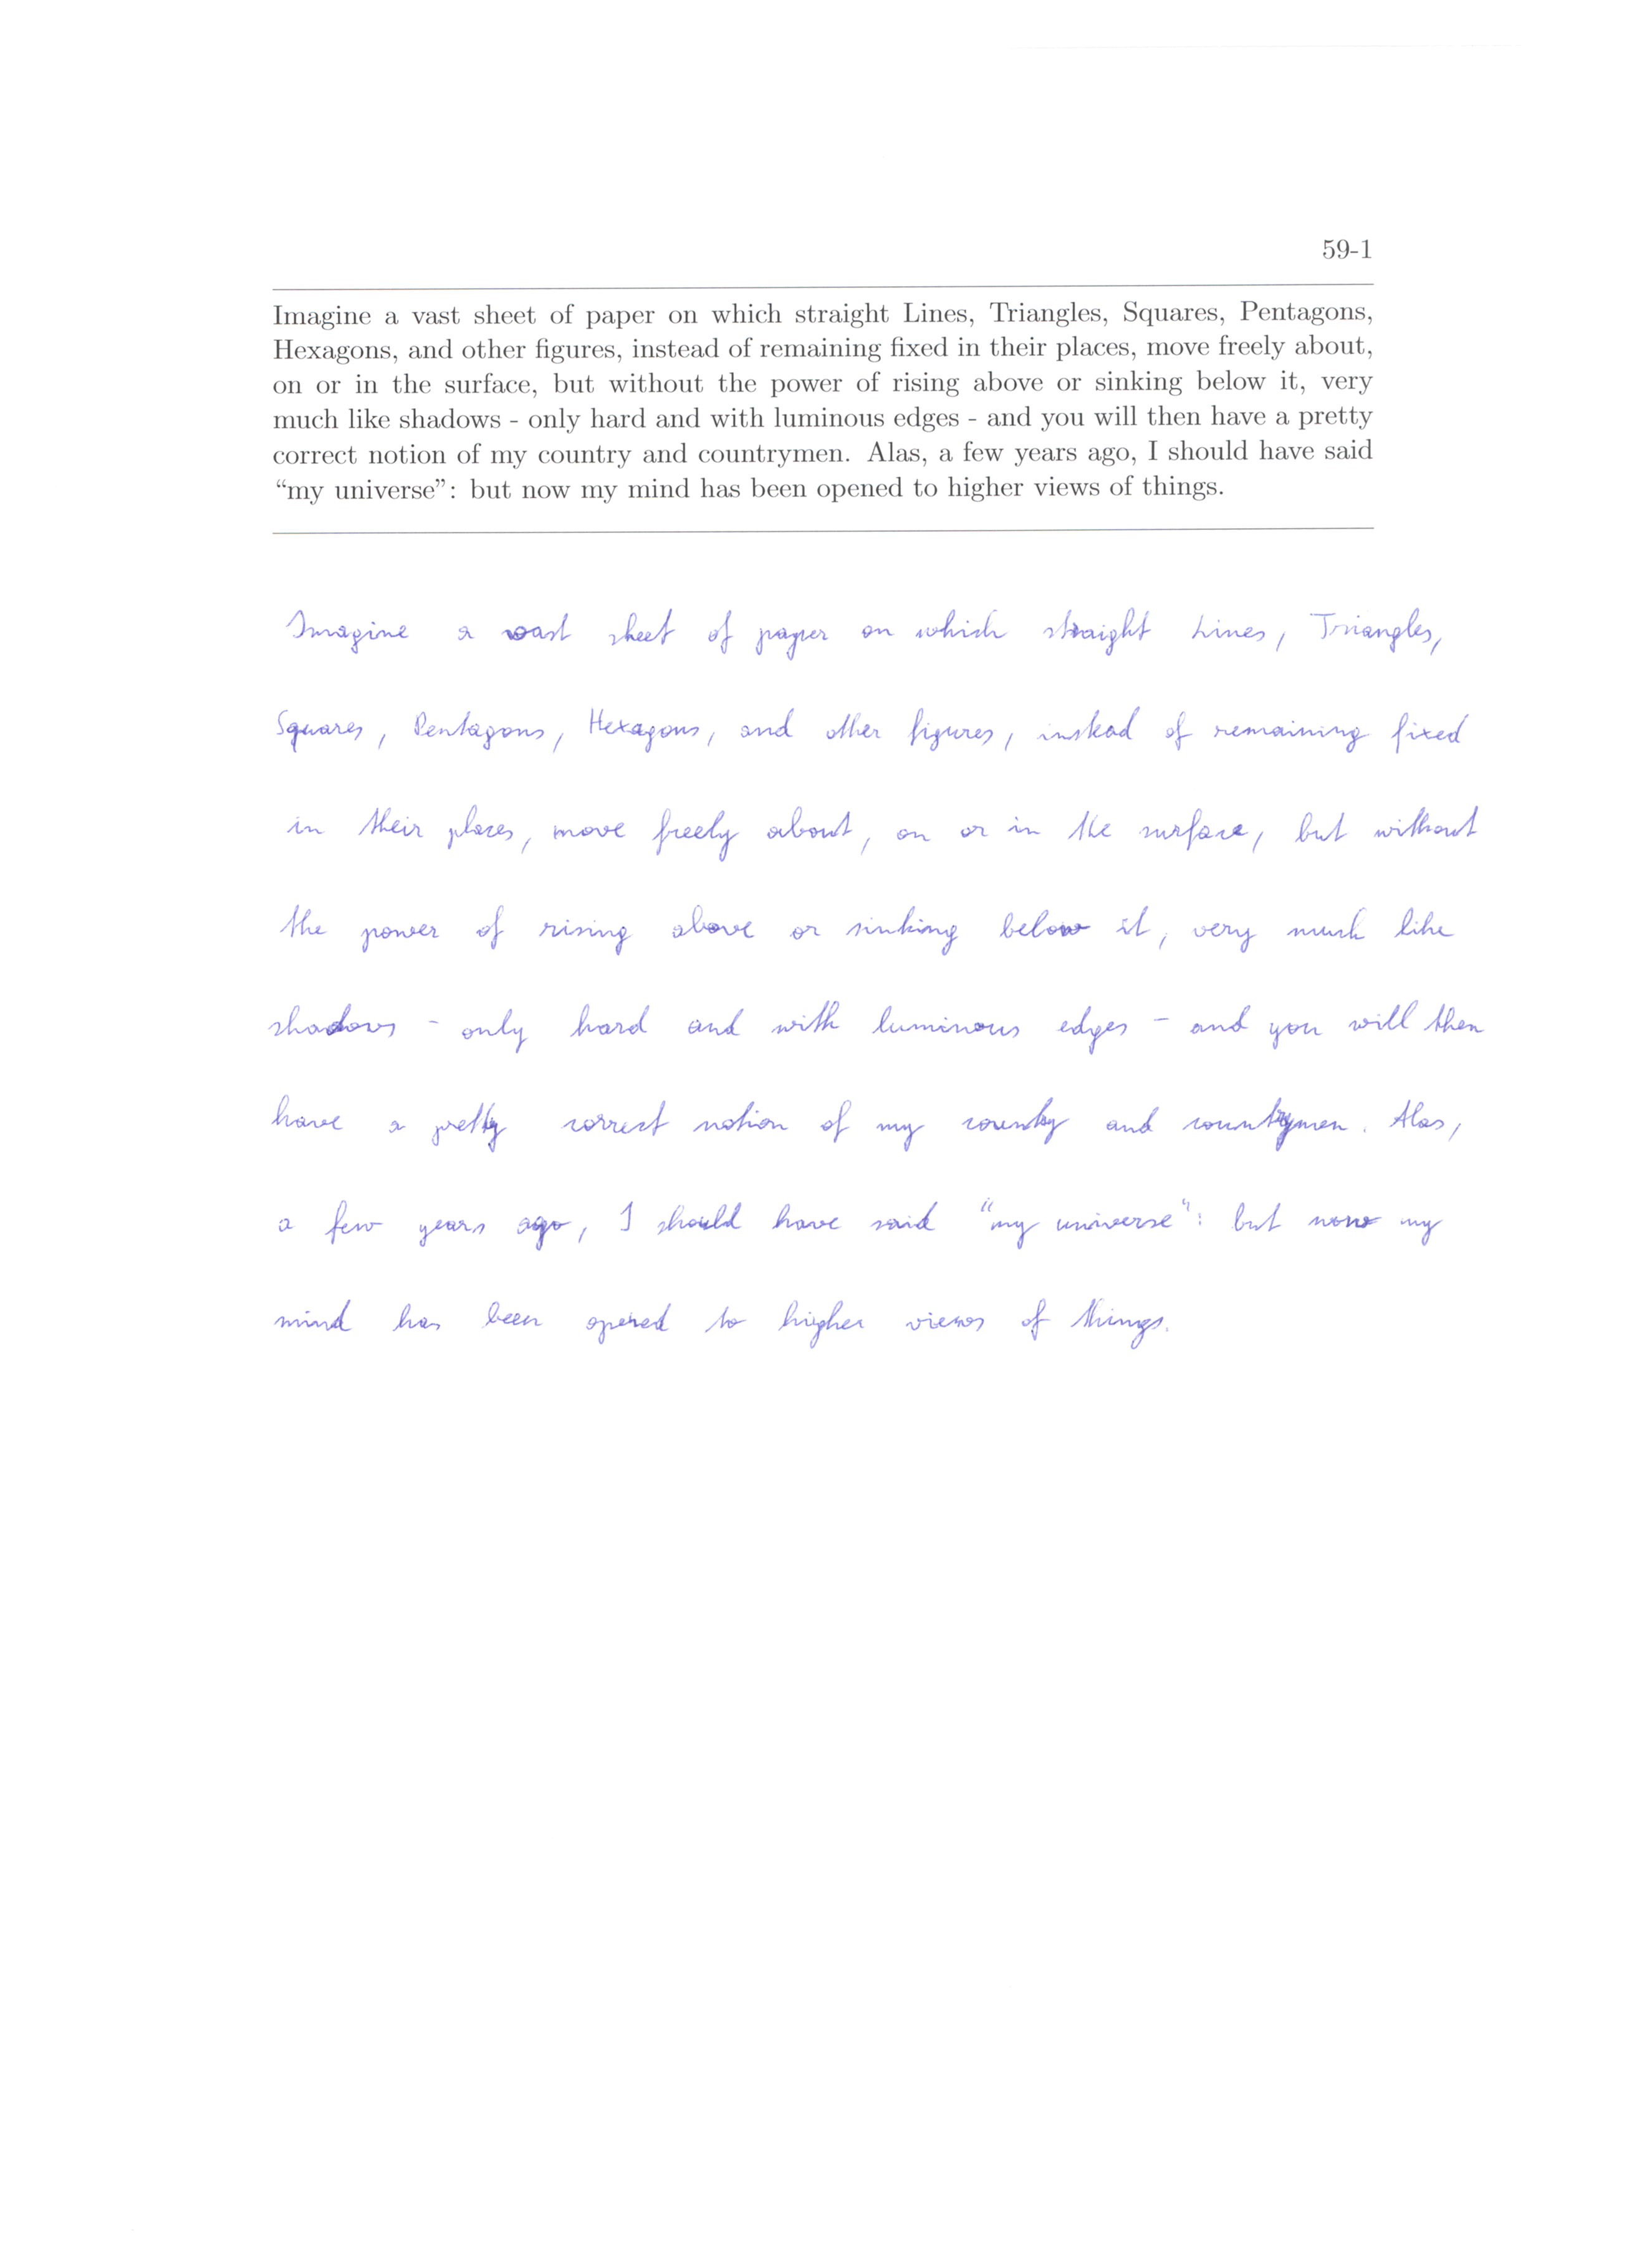 59-1
Imagine a vast sheet of paper on which straight Lines, Triangles, Squares, Pentagons,
Hexagons, and other figures, instead of remaining fixed in their places, move freely about,
on or in the surface, but without the power of rising above or sinking below it, very
much like shadows - only hard and with luminous edges - and you will then have a pretty
correct notion of my country and countrymen. Alas, a few years ago, I should have said
“my universe”: but now my mind has been opened to higher views of things.
Imagine a vast sheet of paper on which straight Lines, Triangles,
Squares, Pentagons, Hexagons, and other figures, instead of remaining fixed
in their places, move freely about, on or in the surface, but without
the power of rising above or sinking below it, very much like
shadows - only hard and with luminous edges - and you will then
have a pretty correct notion of my country and countrymen. Alas,
a few years ago, I should have said “my universe”: but now my
mind has been opened to higher views of things.